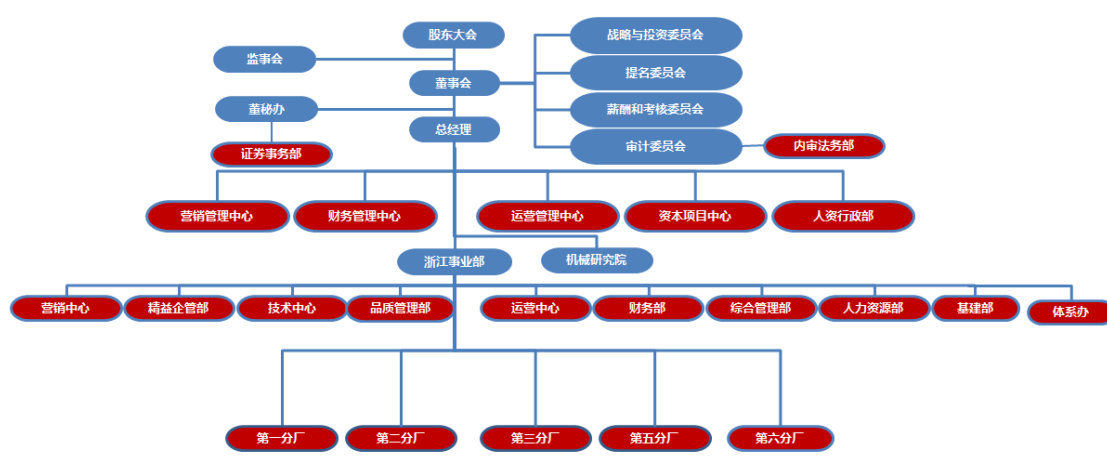 股东大会
战略与投资委员会
监事会
提名委员会
董事会
董秘办
薪酬和考核委员会
总经理
审计委员会
内审法务部
证券事务部
营销管理中心
财务管理中心
运营管理中心
资本项目中心
人资行政部
浙江事业部
机械研究院
营销中心
精益企管部
技术中心
品质管理部
运营中心
财务部
综合管理部
人力资源部
基建部
体系办
第一分厂
第二分厂
第三分厂
第五分厂
第六分厂